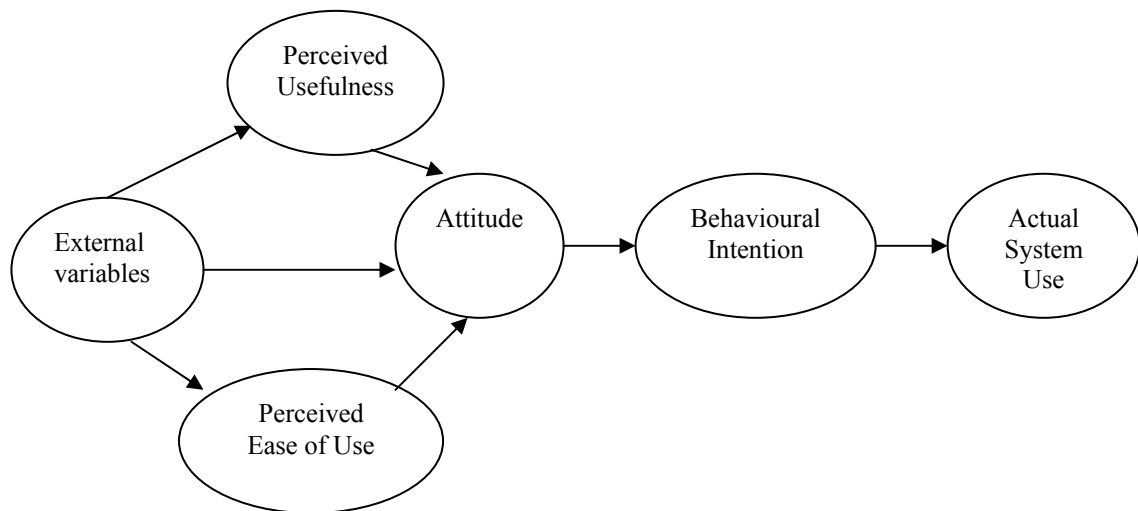 Perceived
Usefulness
External
variables
Attitude
Behavioural
Intention
Actual
System
Use
Perceived
Ease of Use